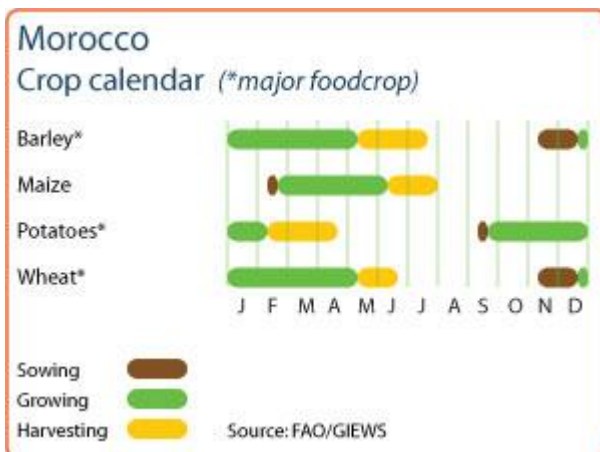 Morocco
Crop calendar (*major foodcrop)
Barley*
Maize
Potatoes*
Wheat*
J F M A M J J A S O N D
Sowing
Growing
Harvesting
Source: FAO/GIEWS